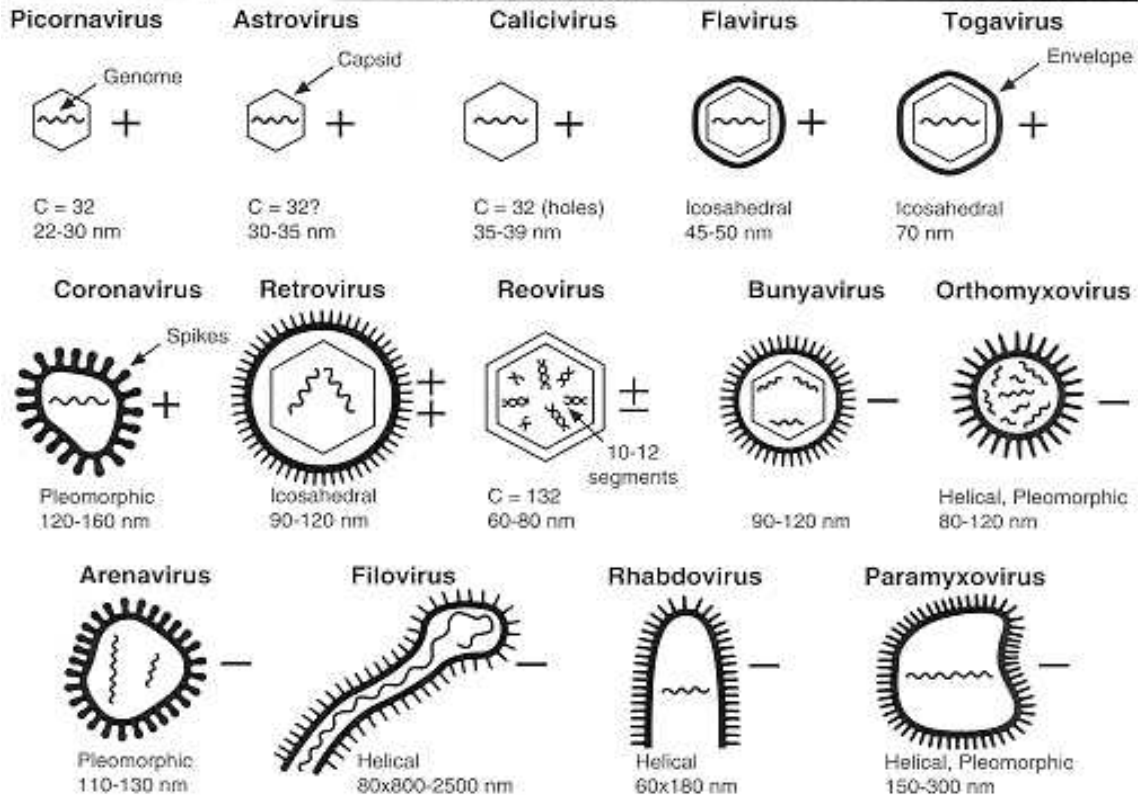 Picornavirus Astrovirus Calicivirus Flavirus Togavirus
Genome Capsid Envelope
+ + + + +
C = 32 C = 32? C = 32 (holes) Icosahedral Icosahedral
22-30 nm 30-35 nm 35-39 nm 45-50 nm 70 nm
Coronavirus Retrovirus Reovirus Bunyavirus Orthomyxovirus
Spikes
+ + + ± − −
10-12
segments
Pleomorphic Icosahedral C = 132 Helical, Pleomorphic
120-160 nm 90-120 nm 60-80 nm 90-120 nm 80-120 nm
Arenavirus Filovirus Rhabdovirus Paramyxovirus
− − − −
Pleomorphic Helical Helical Helical, Pleomorphic
110-130 nm 80x800-2500 nm 60x180 nm 150-300 nm